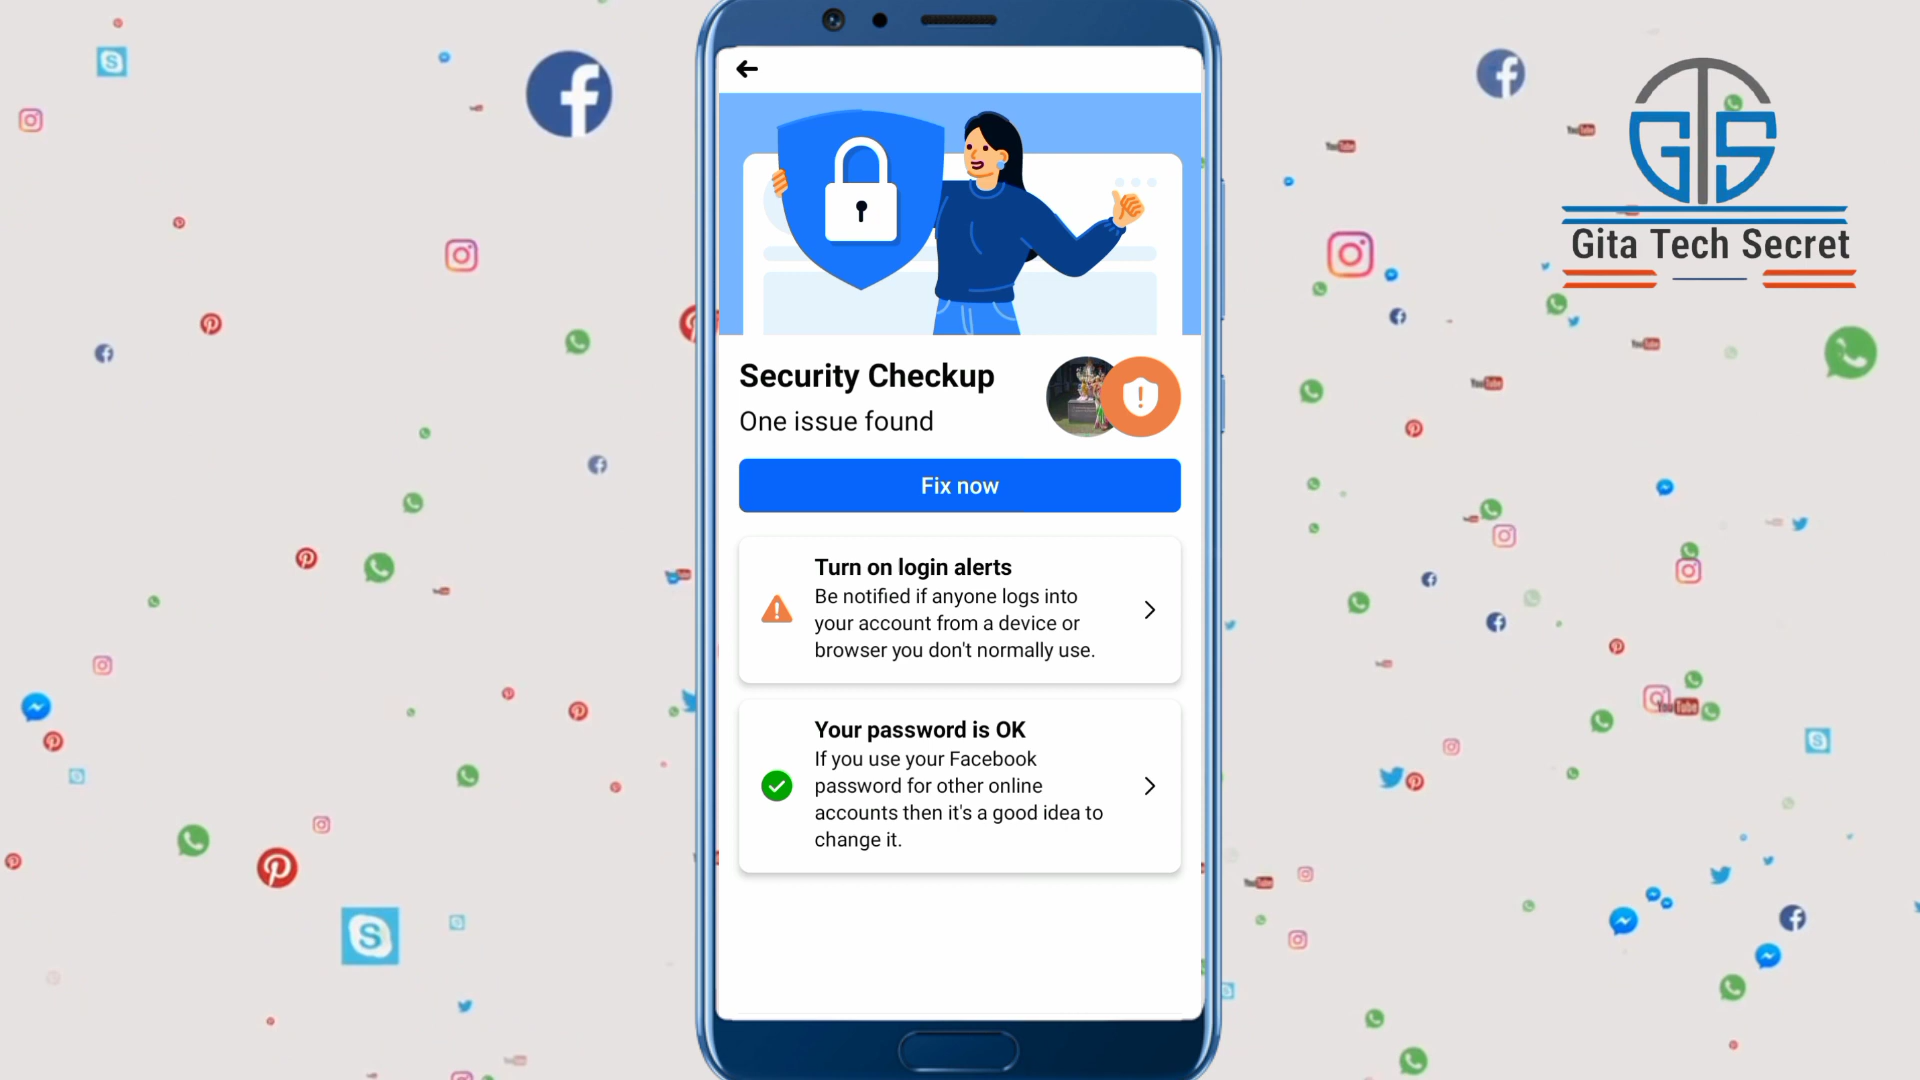 GTS
Gita Tech Secret
Security Checkup
One issue found
Fix now
Turn on login alerts
Be notified if anyone logs into
your account from a device or
browser you don't normally use.
Your password is OK
If you use your Facebook
password for other online
accounts then it's a good idea to
change it.